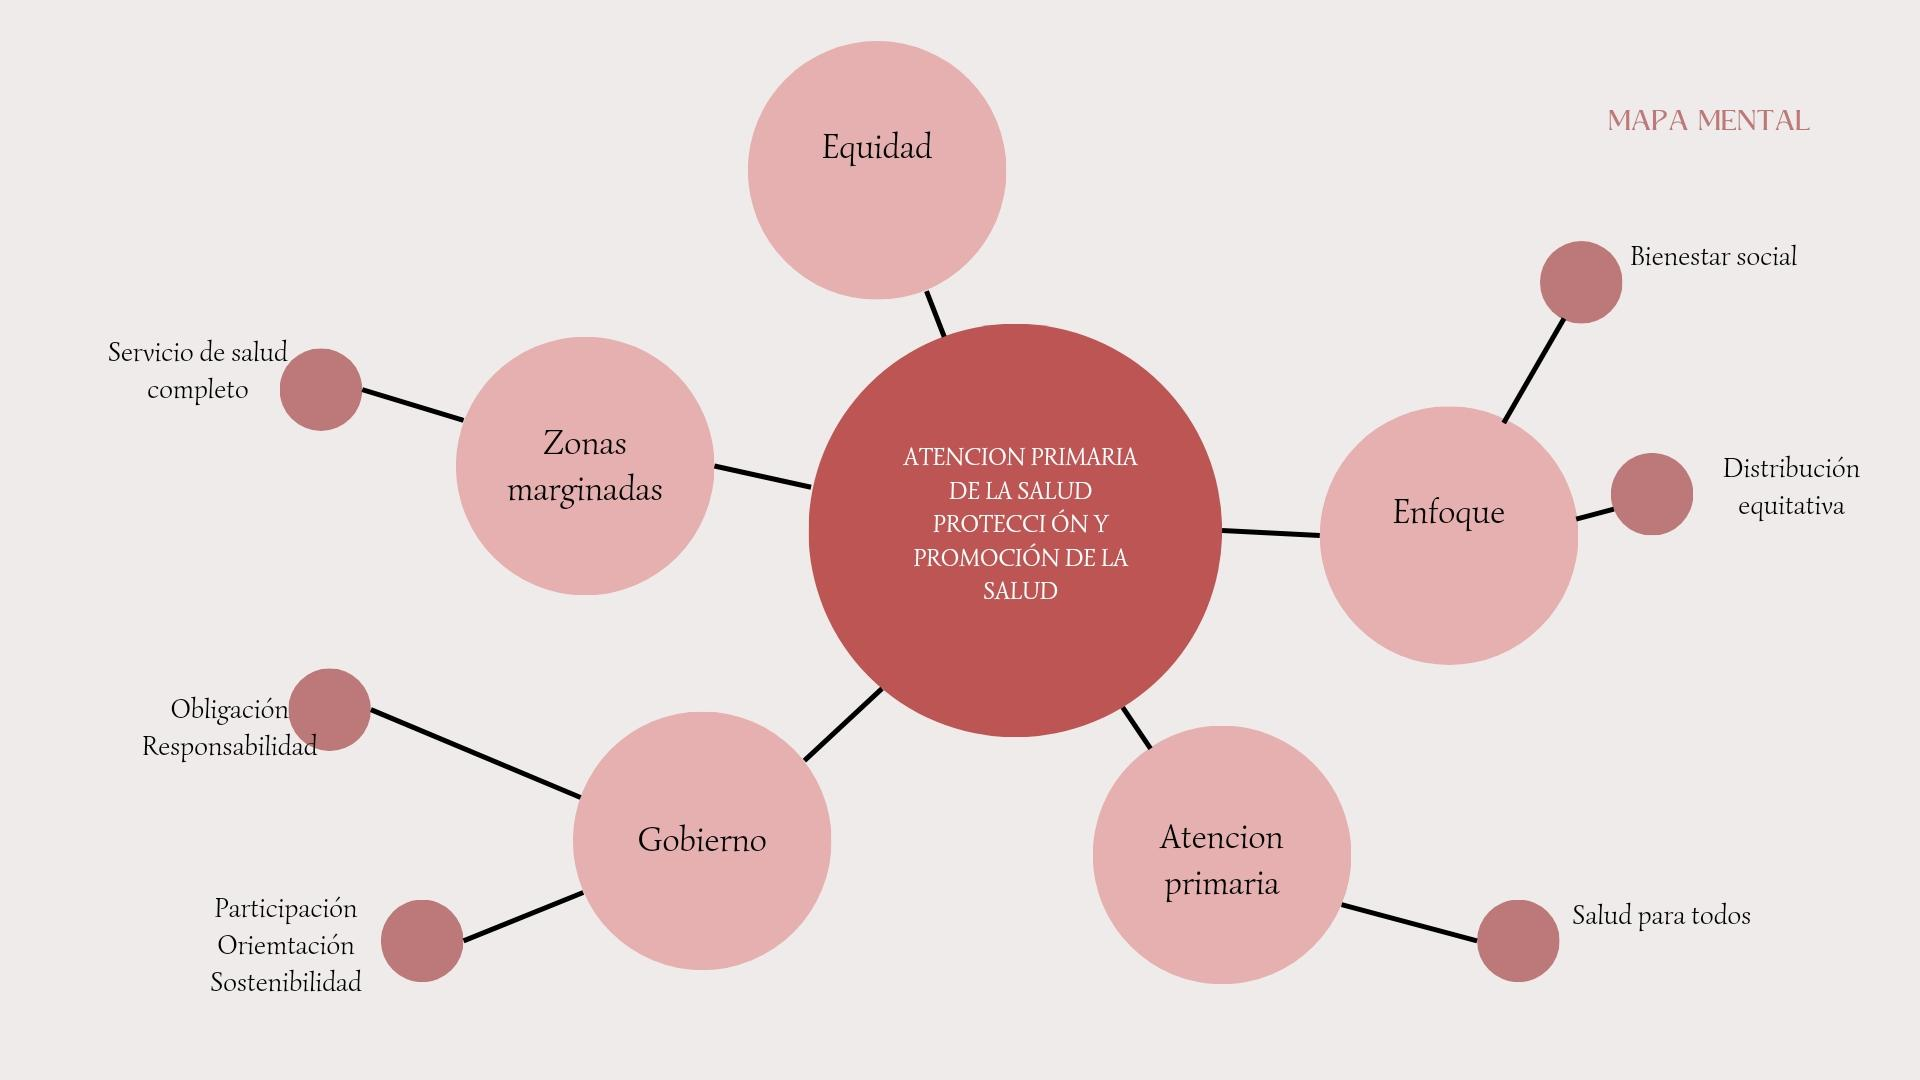 MAPA MENTAL
Equidad
Bienestar social
Servicio de salud
completo
Zonas
marginadas
ATENCION PRIMARIA
DE LA SALUD
PROTECCI ÓN Y
PROMOCIÓN DE LA
SALUD
Enfoque
Distribución
equitativa
Obligación
Responsabilidad
Gobierno
Participación
Oriemtación
Sostenibilidad
Atencion
primaria
Salud para todos